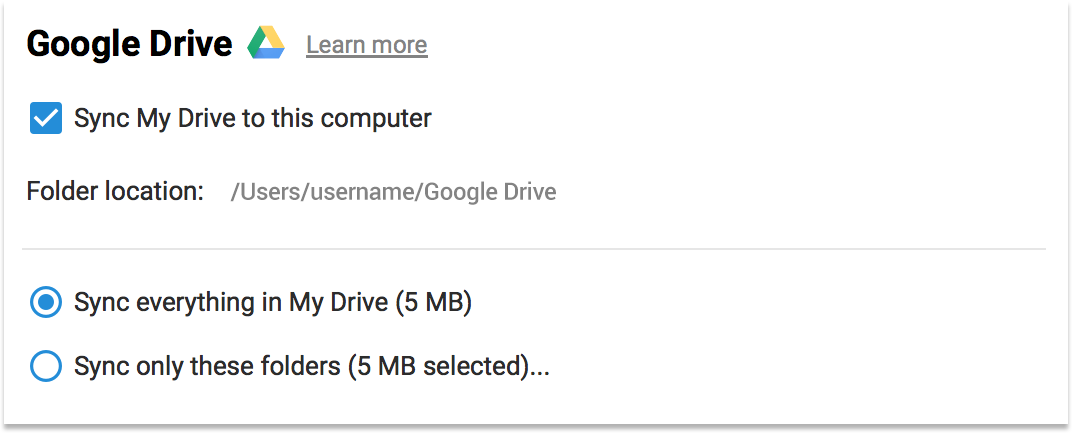 Google Drive Learn more
Sync My Drive to this computer
Folder location: /Users/username/Google Drive
Sync everything in My Drive (5 MB)
Sync only these folders (5 MB selected)...